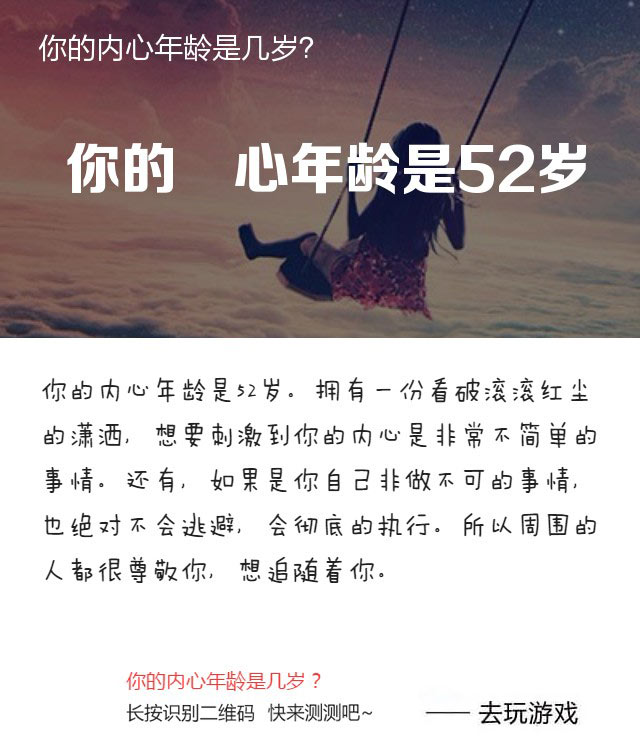 你的内心年龄是几岁?
你的 心年龄是52岁
你的内心年龄是52岁。拥有一份看破滚滚红尘
的潇洒,想要刺激到你的内心是非常不简单的
事情。还有,如果是你自己非做不可的事情,
也绝对不会逃避,会彻底的执行。所以周围的
人都很尊敬你,想追随着你。
你的内心年龄是几岁?
长按识别二维码 快来测测吧~
—— 去玩游戏